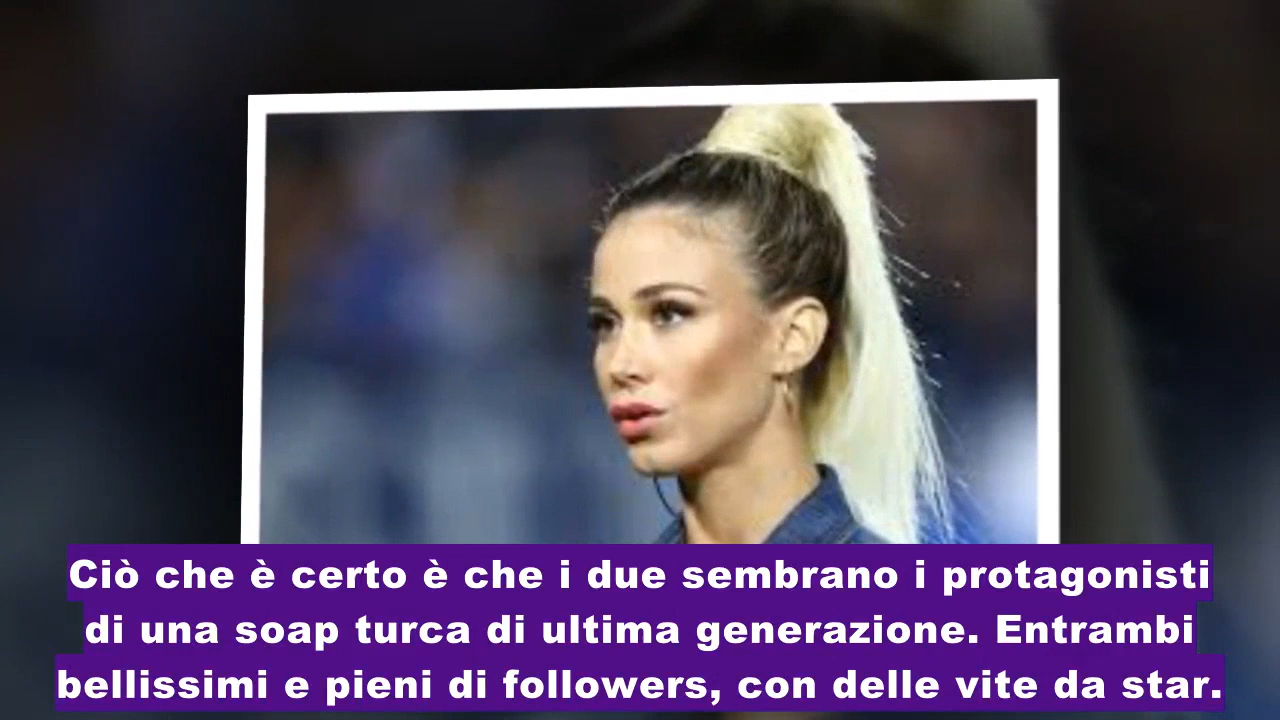 Ciò che è certo è che i due sembrano i protagonisti
di una soap turca di ultima generazione. Entrambi
bellissimi e pieni di followers, con delle vite da star.